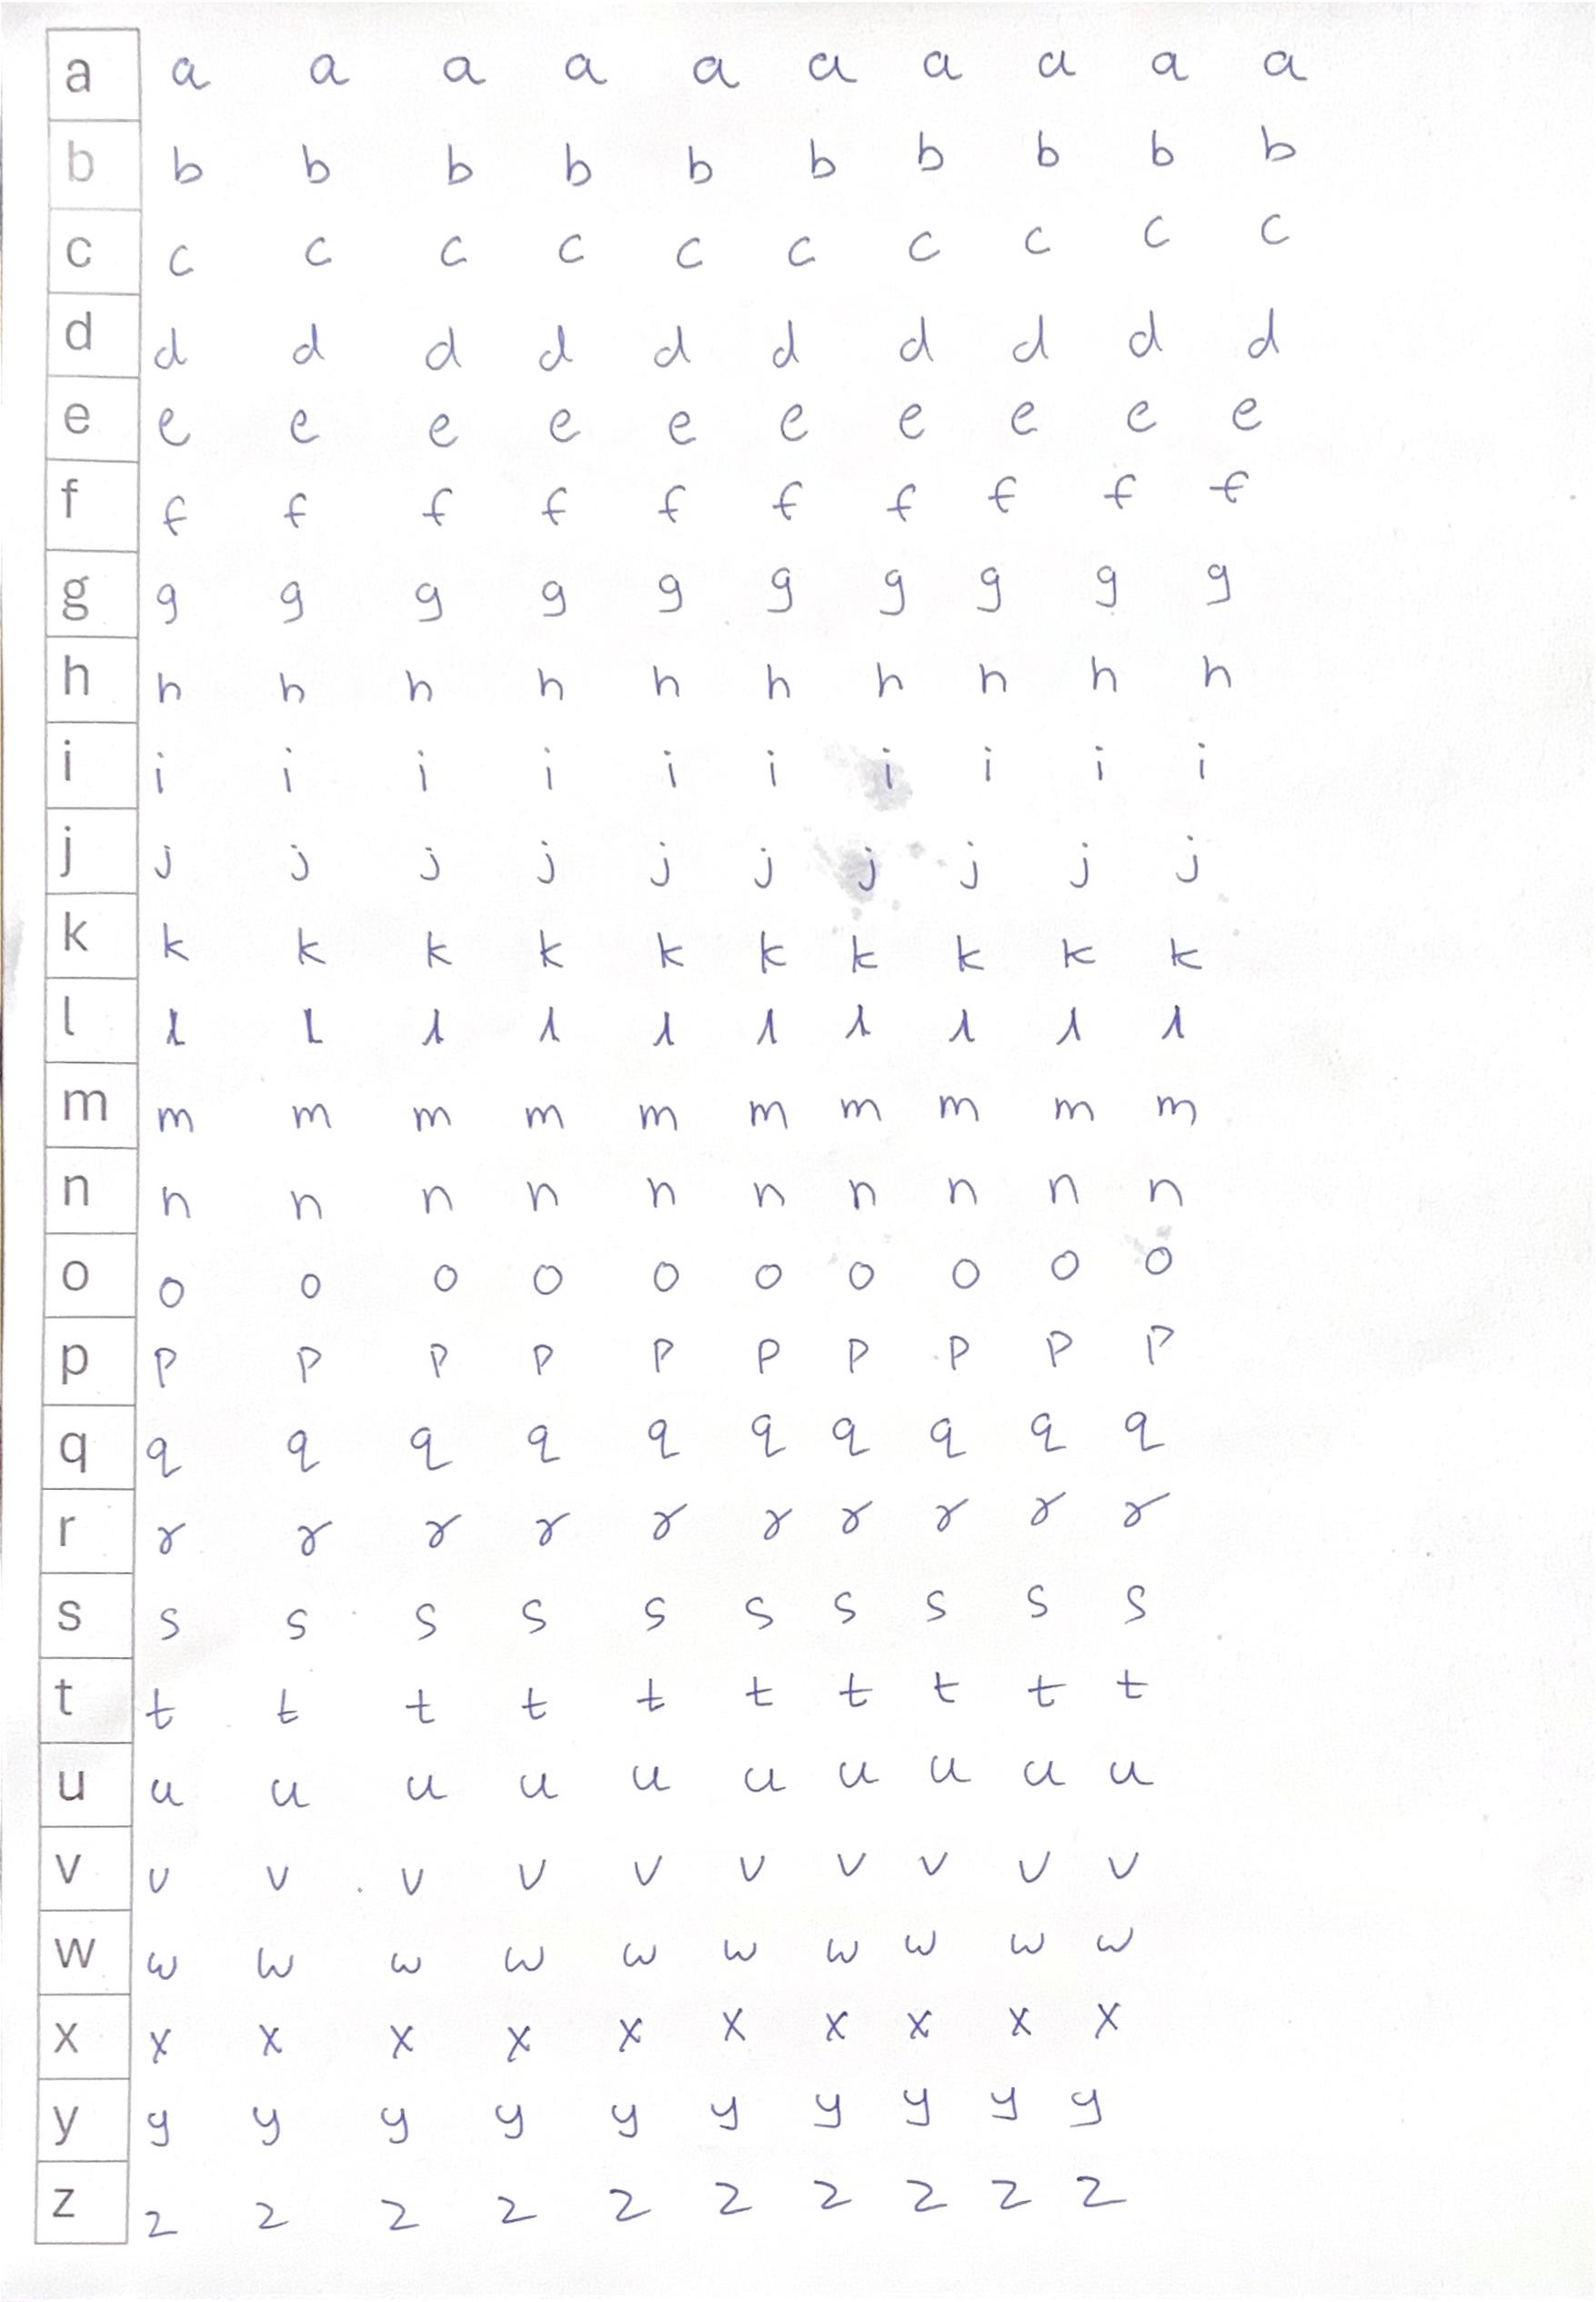 a a a a a a a a a a a
b b b b b b b b b b b
c c c c c c c c c c c
d d d d d d d d d d d
e e e e e e e e e e e
f f f f f f f f f f f
g g g g g g g g g g g
h h h h h h h h h h h
i i i i i i i i i i i
j j j j j j j j j j j
k k k k k k k k k k k
l l l l l l l l l l l
m m m m m m m m m m m
n n n n n n n n n n n
o o o o o o o o o o o
p p p p p p p p p p p
q q q q q q q q q q q
r r r r r r r r r r r
s s s s s s s s s s s
t t t t t t t t t t t
u u u u u u u u u u u
v v v v v v v v v v v
w w w w w w w w w w w
x x x x x x x x x x x
y y y y y y y y y y y
z z z z z z z z z z z